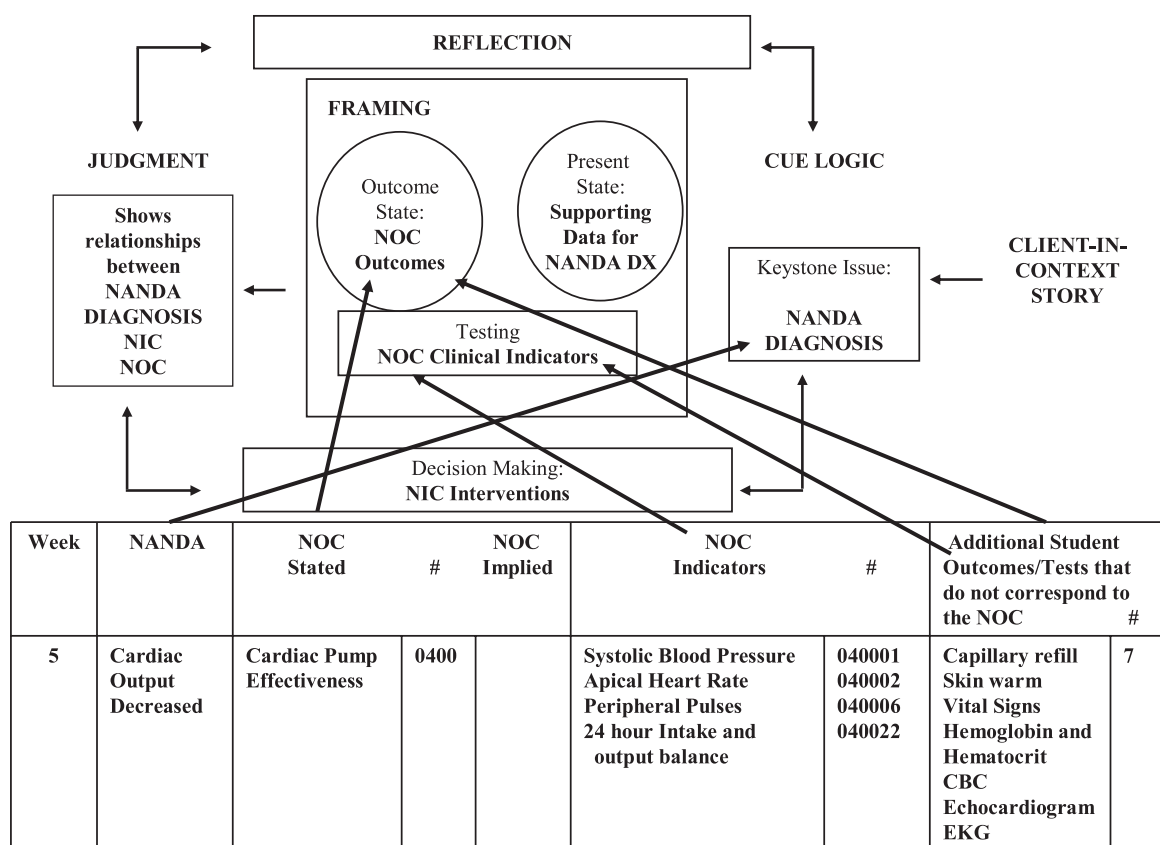 REFLECTION
FRAMING
JUDGMENT
CUE LOGIC
Shows
relationships
between
NANDA
DIAGNOSIS
NIC
NOC
Outcome
State:
NOC
Outcomes
Present
State:
Supporting
Data for
NANDA DX
Keystone Issue:
NANDA
DIAGNOSIS
CLIENT-IN-
CONTEXT
STORY
Testing
NOC Clinical Indicators
Decision Making:
NIC Interventions
Week
NANDA
NOC
Stated #
NOC
Implied
NOC
Indicators #
Additional Student
Outcomes/Tests that
do not correspond to
the NOC #
5
Cardiac
Output
Decreased
Cardiac Pump
Effectiveness
0400
Systolic Blood Pressure 040001
Apical Heart Rate 040002
Peripheral Pulses 040006
24 hour Intake and 040022
output balance
Capillary refill 7
Skin warm
Vital Signs
Hemoglobin and
Hematocrit
CBC
Echocardiogram
EKG